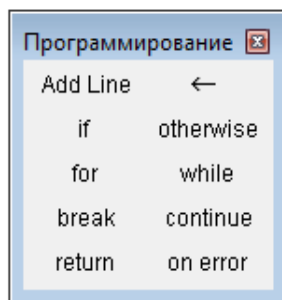 Программирование
Add Line ←
if otherwise
for while
break continue
return on error